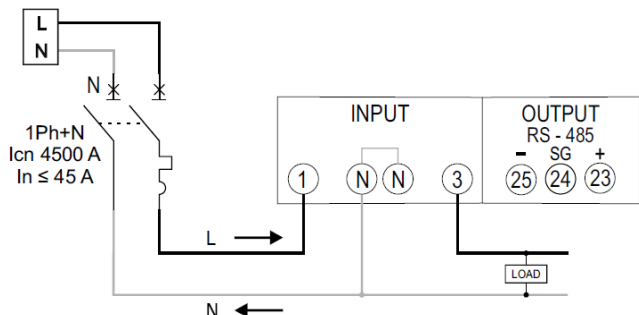 L
N
N
1Ph+N
Icn 4500 A
In ≤ 45 A
INPUT
1 N N 3
OUTPUT
RS - 485
- SG +
25 24 23
L
LOAD
N